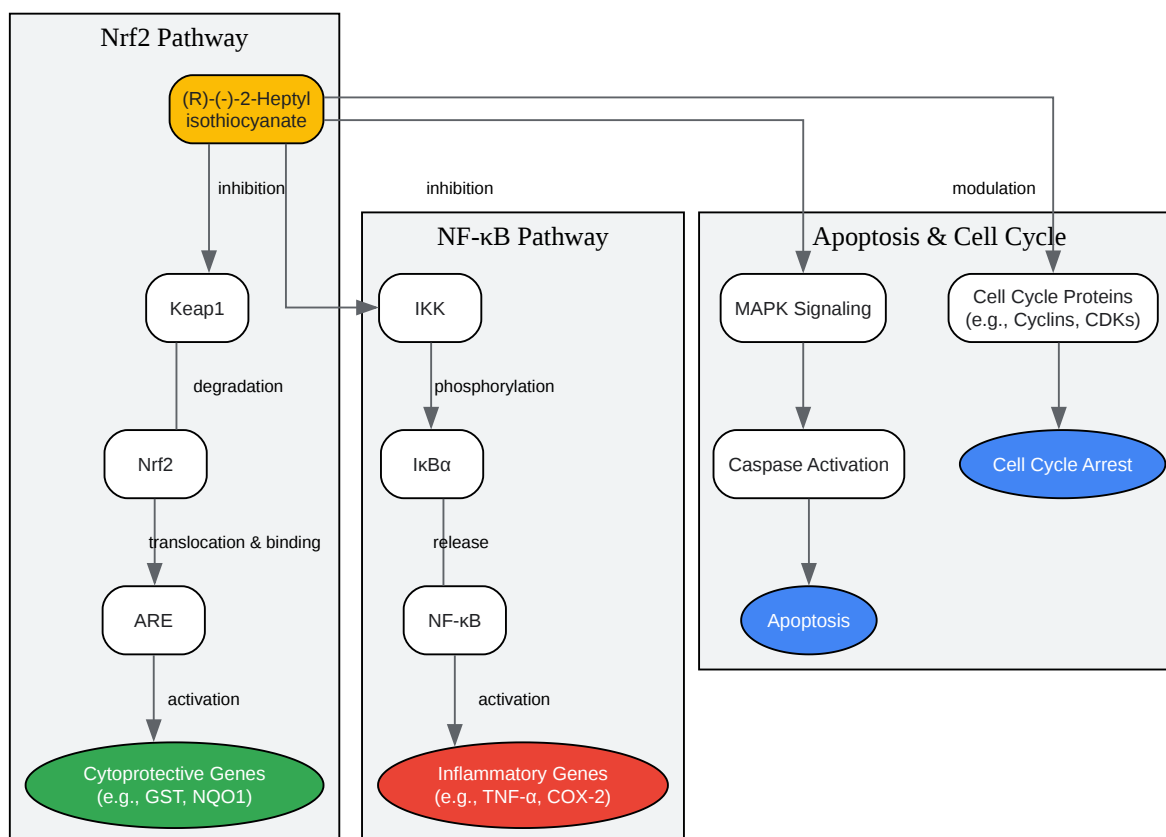 Nrf2 Pathway
(R)-(-)-2-Heptyl
isothiocyanate
inhibition
inhibition
modulation
NF-κB Pathway
Apoptosis & Cell Cycle
Keap1
IKK
MAPK Signaling
Cell Cycle Proteins
(e.g., Cyclins, CDKs)
degradation
phosphorylation
Nrf2
IκBα
Caspase Activation
Cell Cycle Arrest
translocation & binding
release
ARE
NF-κB
Apoptosis
activation
activation
Cytoprotective Genes
(e.g., GST, NQO1)
Inflammatory Genes
(e.g., TNF-α, COX-2)